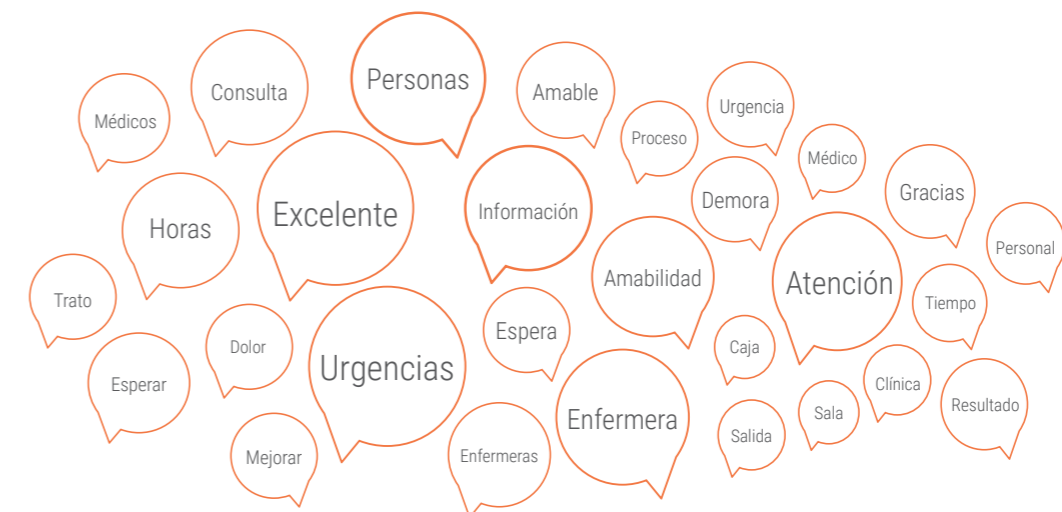 Personas
Consulta
Amable
Médicos
Urgencia
Proceso
Médico
Gracias
Demora
Excelente
Información
Horas
Personal
Amabilidad
Atención
Trato
Tiempo
Espera
Dolor
Caja
Urgencias
Esperar
Clínica
Resultado
Enfermera
Sala
Salida
Mejorar
Enfermeras